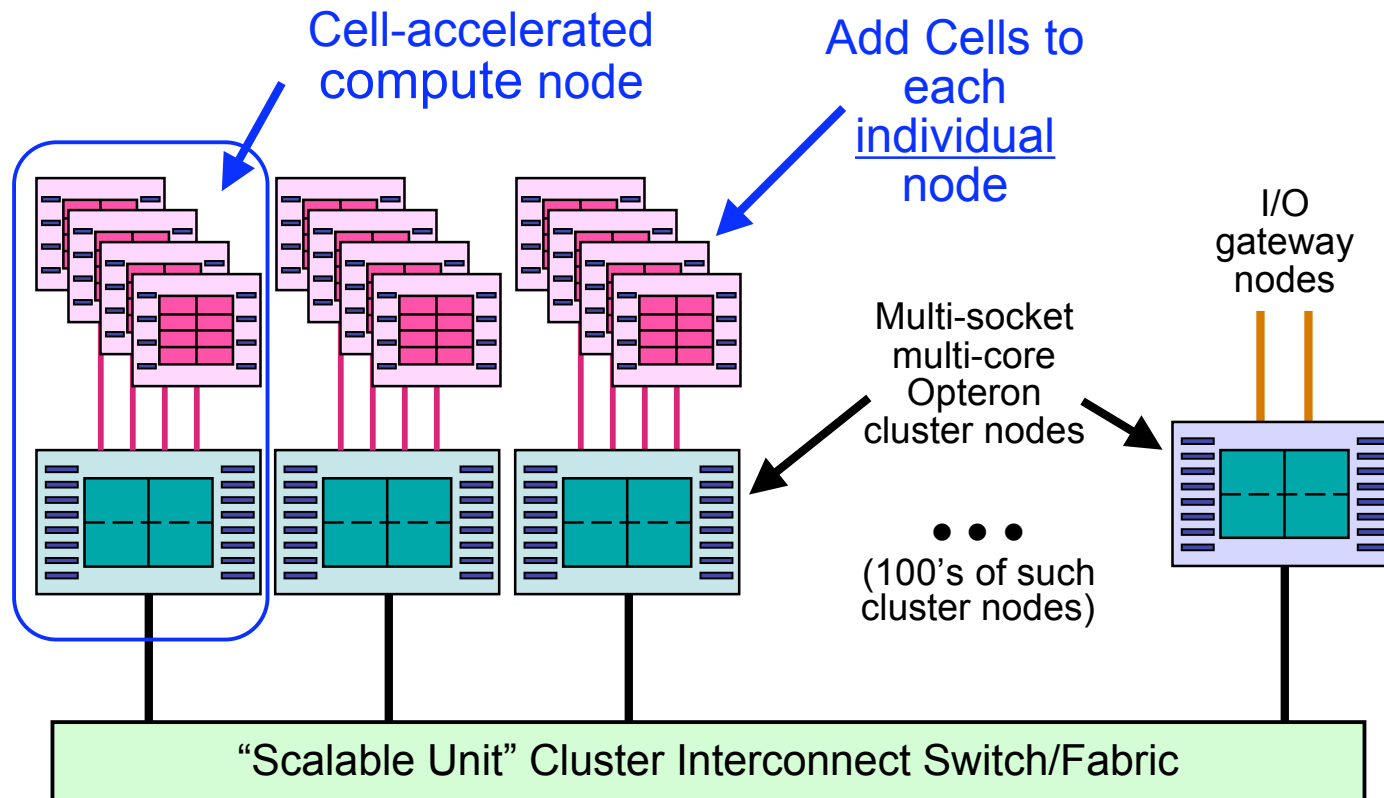 Cell-accelerated
compute node
Add Cells to
each
individual
node
I/O
gateway
nodes
Multi-socket
multi-core
Opteron
cluster nodes
(100’s of such
cluster nodes)
“Scalable Unit” Cluster Interconnect Switch/Fabric